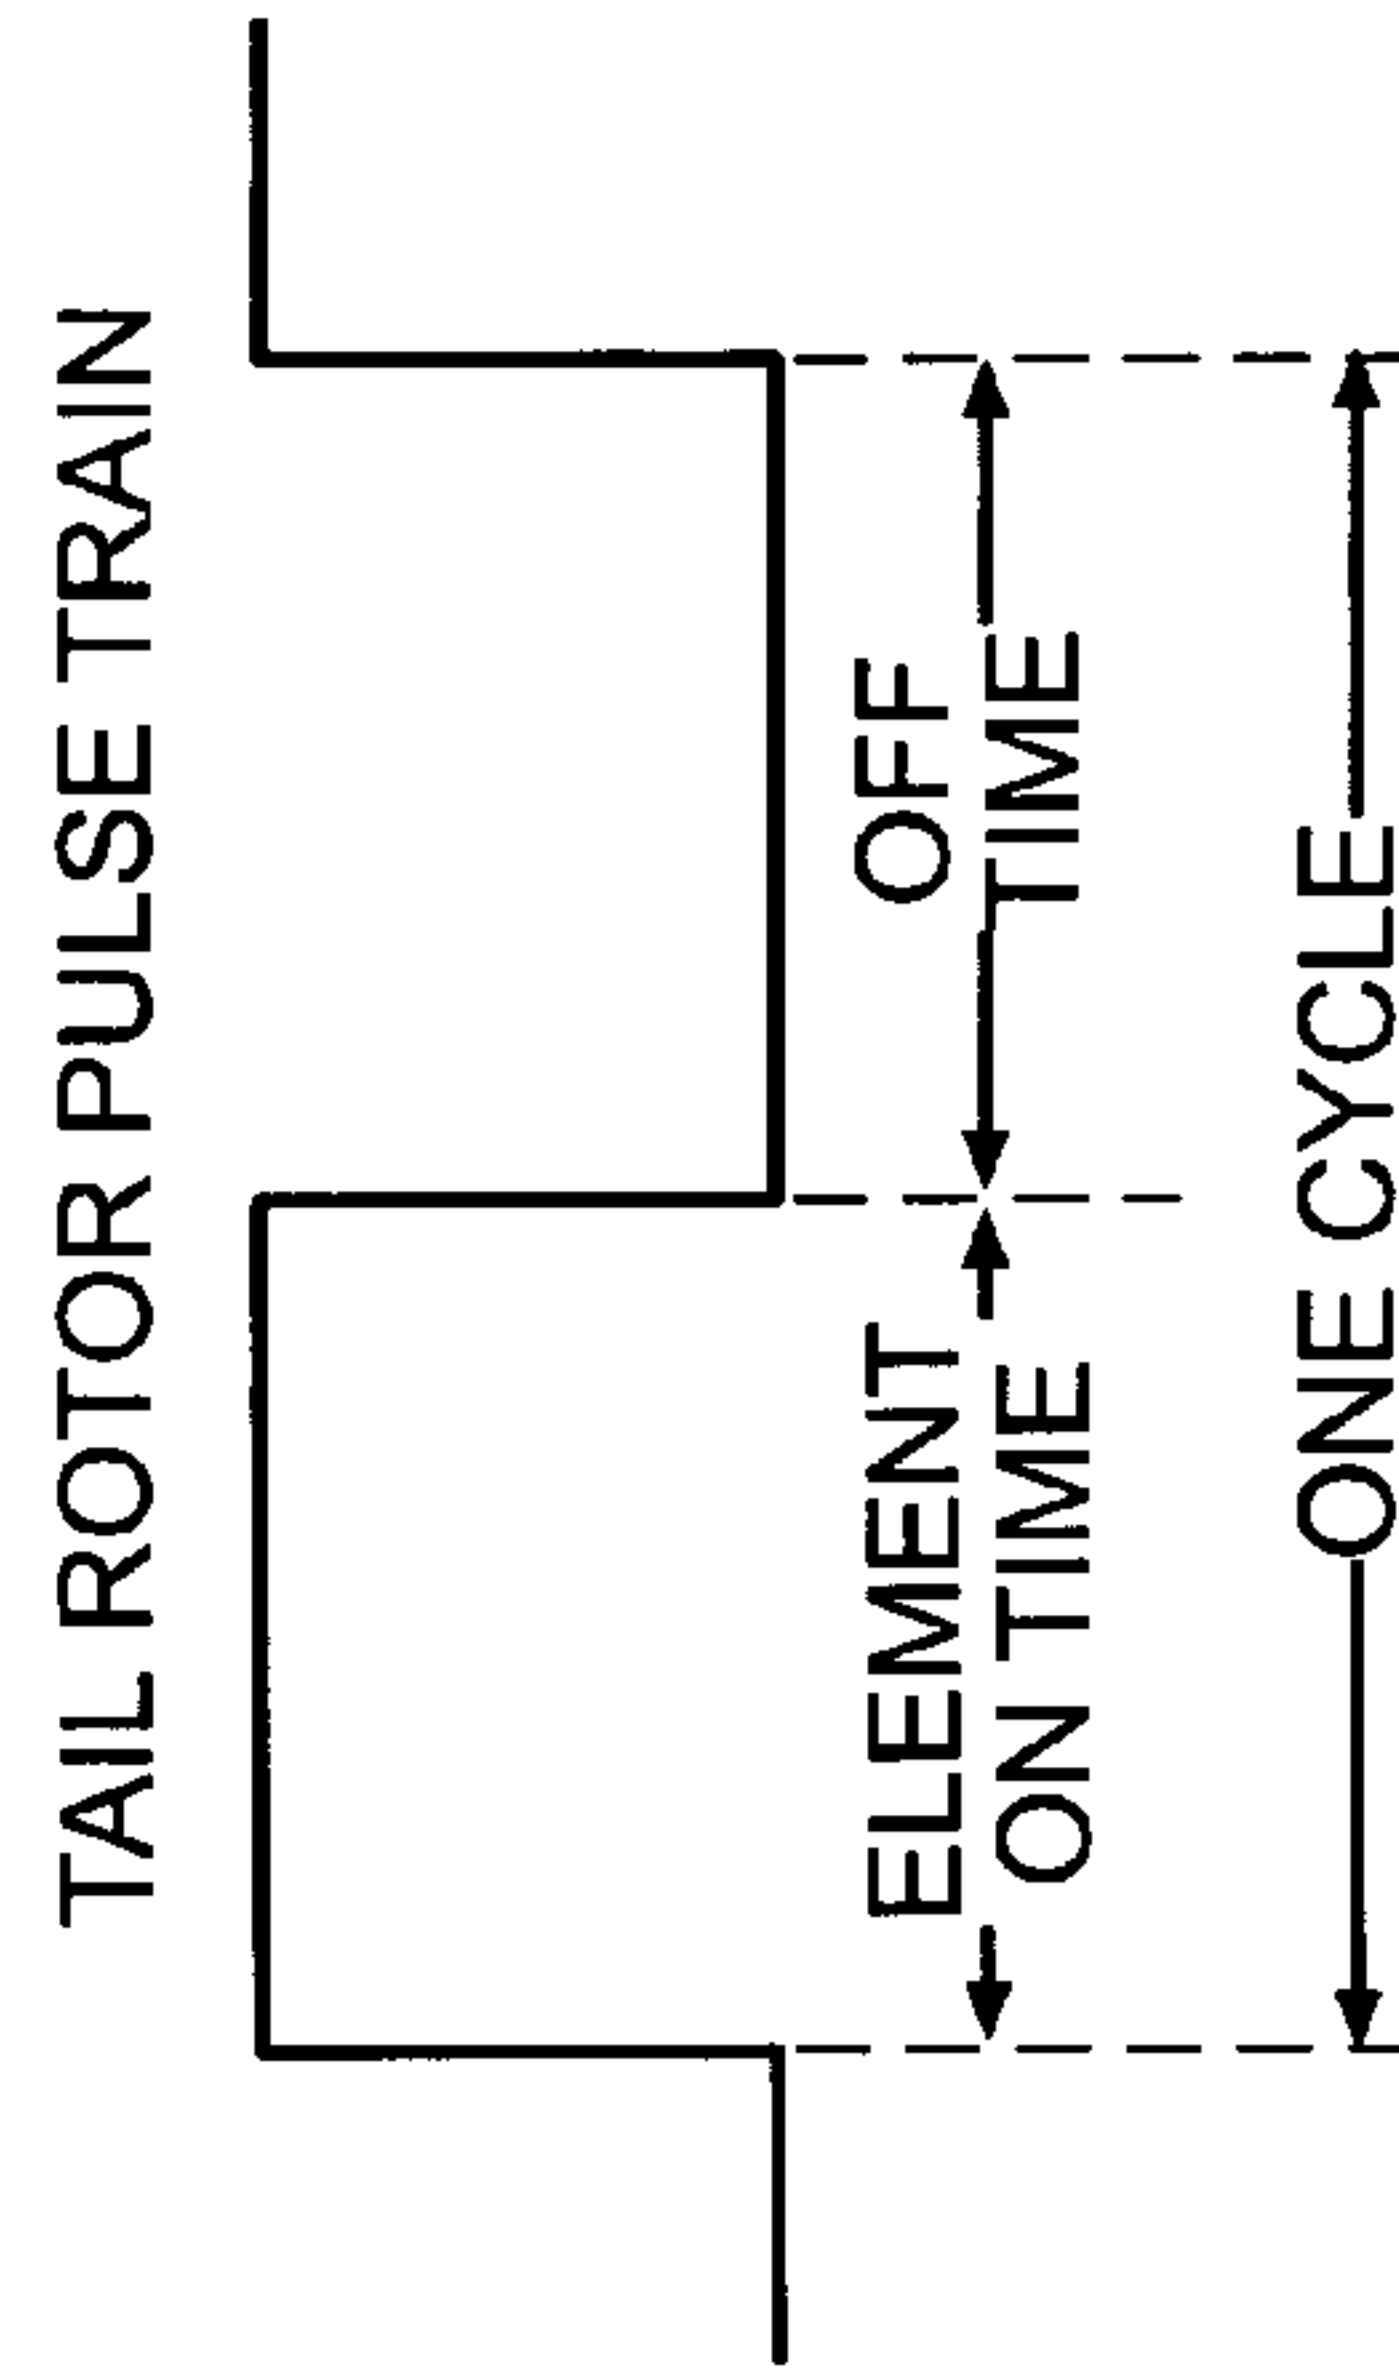 TAIL ROTOR PULSE TRAIN
ELEMENT
ON TIME
OFF
TIME
ONE CYCLE